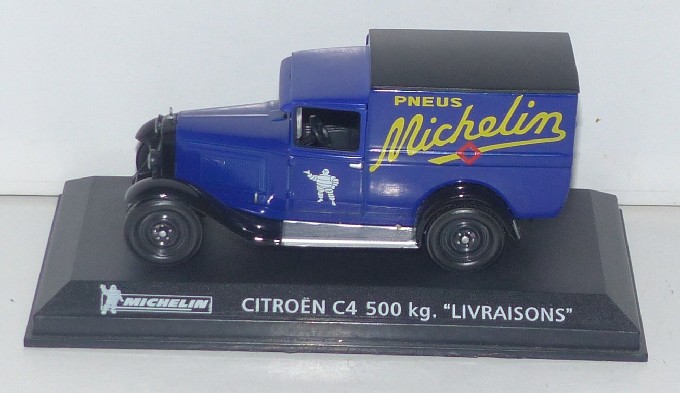 PNEUS
Michelin
MICHELIN CITROËN C4 500 kg. "LIVRAISONS"